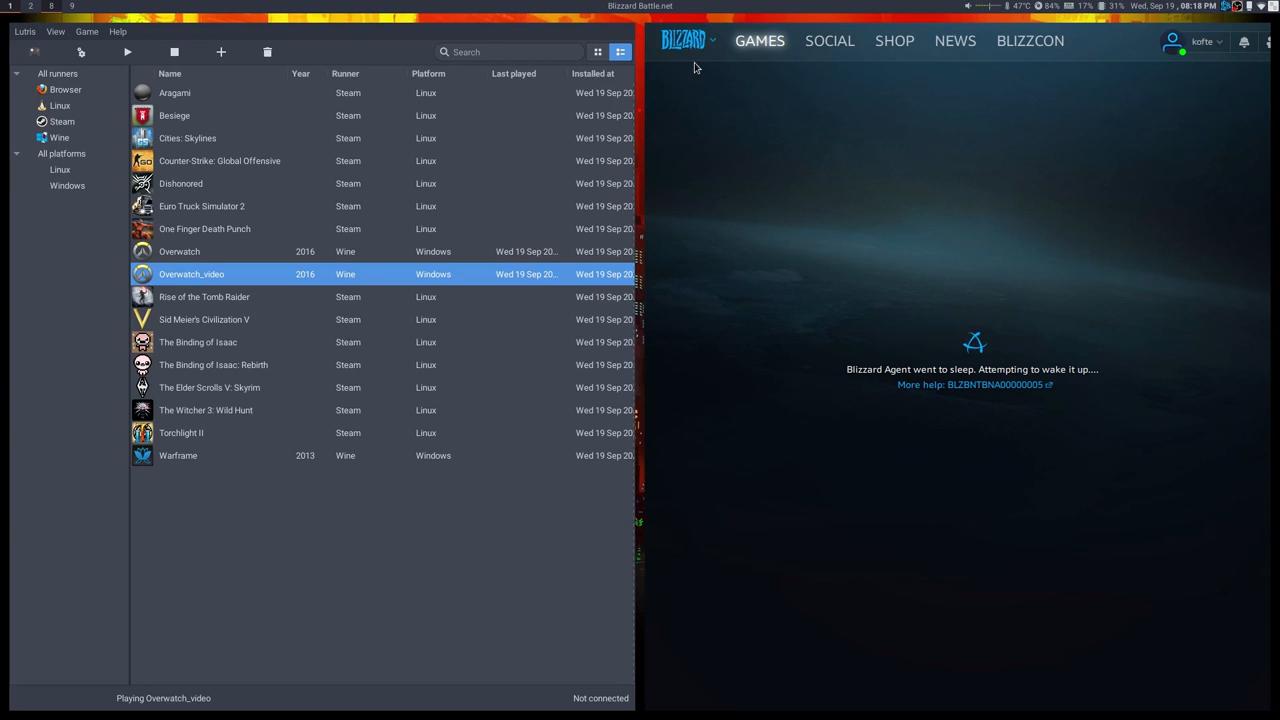 1 2 8 9 Blizzard Battle.net 47°C 84% 17% 31% Wed, Sep 19 , 08:18 PM
Lutris View Game Help
Search
All runners
Browser
Linux
Steam
Wine
All platforms
Linux
Windows
Name Year Runner Platform Last played Installed at
Aragami Steam Linux Wed 19 Sep 20
Besiege Steam Linux Wed 19 Sep 20
Cities: Skylines Steam Linux Wed 19 Sep 20
Counter-Strike: Global Offensive Steam Linux Wed 19 Sep 20
Dishonored Steam Linux Wed 19 Sep 20
Euro Truck Simulator 2 Steam Linux Wed 19 Sep 20
One Finger Death Punch Steam Linux Wed 19 Sep 20
Overwatch 2016 Wine Windows Wed 19 Sep 20... Wed 19 Sep 20
Overwatch_video 2016 Wine Windows Wed 19 Sep 20... Wed 19 Sep 20
Rise of the Tomb Raider Steam Linux Wed 19 Sep 20
Sid Meier's Civilization V Steam Linux Wed 19 Sep 20
The Binding of Isaac Steam Linux Wed 19 Sep 20
The Binding of Isaac: Rebirth Steam Linux Wed 19 Sep 20
The Elder Scrolls V: Skyrim Steam Linux Wed 19 Sep 20
The Witcher 3: Wild Hunt Steam Linux Wed 19 Sep 20
Torchlight II Steam Linux Wed 19 Sep 20
Warframe 2013 Wine Windows Wed 19 Sep 20
Playing Overwatch_video Not connected
BLIZZARD GAMES SOCIAL SHOP NEWS BLIZZCON kofte
Blizzard Agent went to sleep. Attempting to wake it up....
More help: BLZBNTBNA00000005